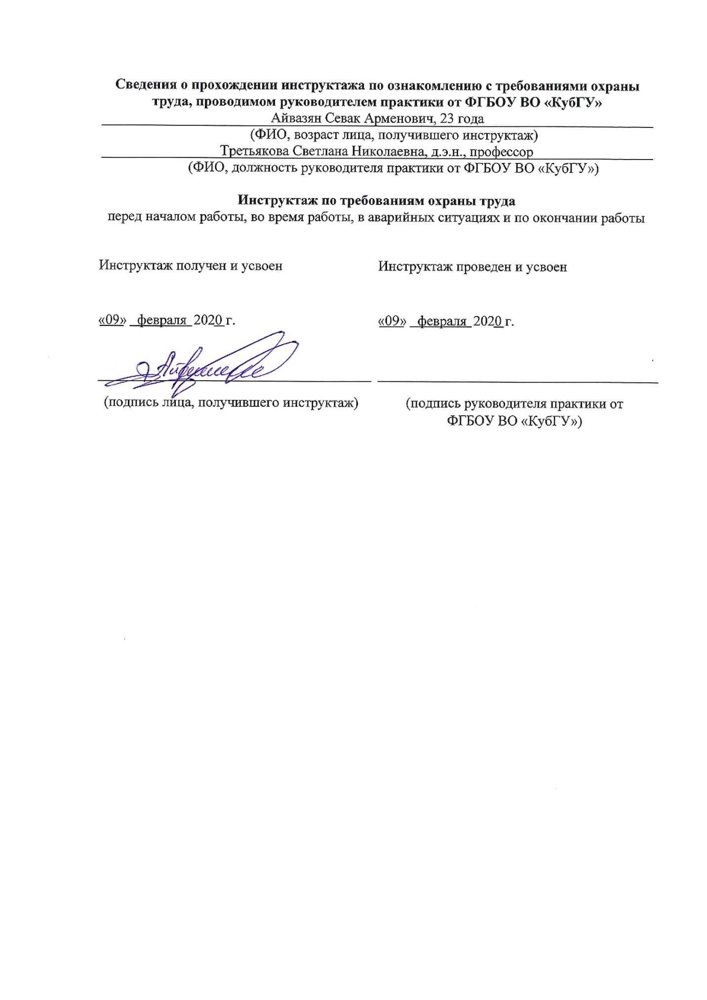 Сведения о прохождении инструктажа по ознакомлению с требованиями охраны
труда, проводимом руководителем практики от ФГБОУ ВО «КубГУ»
Айвазян Севак Арменович, 23 года
(ФИО, возраст лица, получившего инструктаж)
Третьякова Светлана Николаевна, д.э.н., профессор
(ФИО, должность руководителя практики от ФГБОУ ВО «КубГУ»)
Инструктаж по требованиям охраны труда
перед началом работы, во время работы, в аварийных ситуациях и по окончании работы
Инструктаж получен и усвоен
«09» февраля 2020 г.
(подпись лица, получившего инструктаж)
Инструктаж проведен и усвоен
«09» февраля 2020 г.
(подпись руководителя практики от
ФГБОУ ВО «КубГУ»)